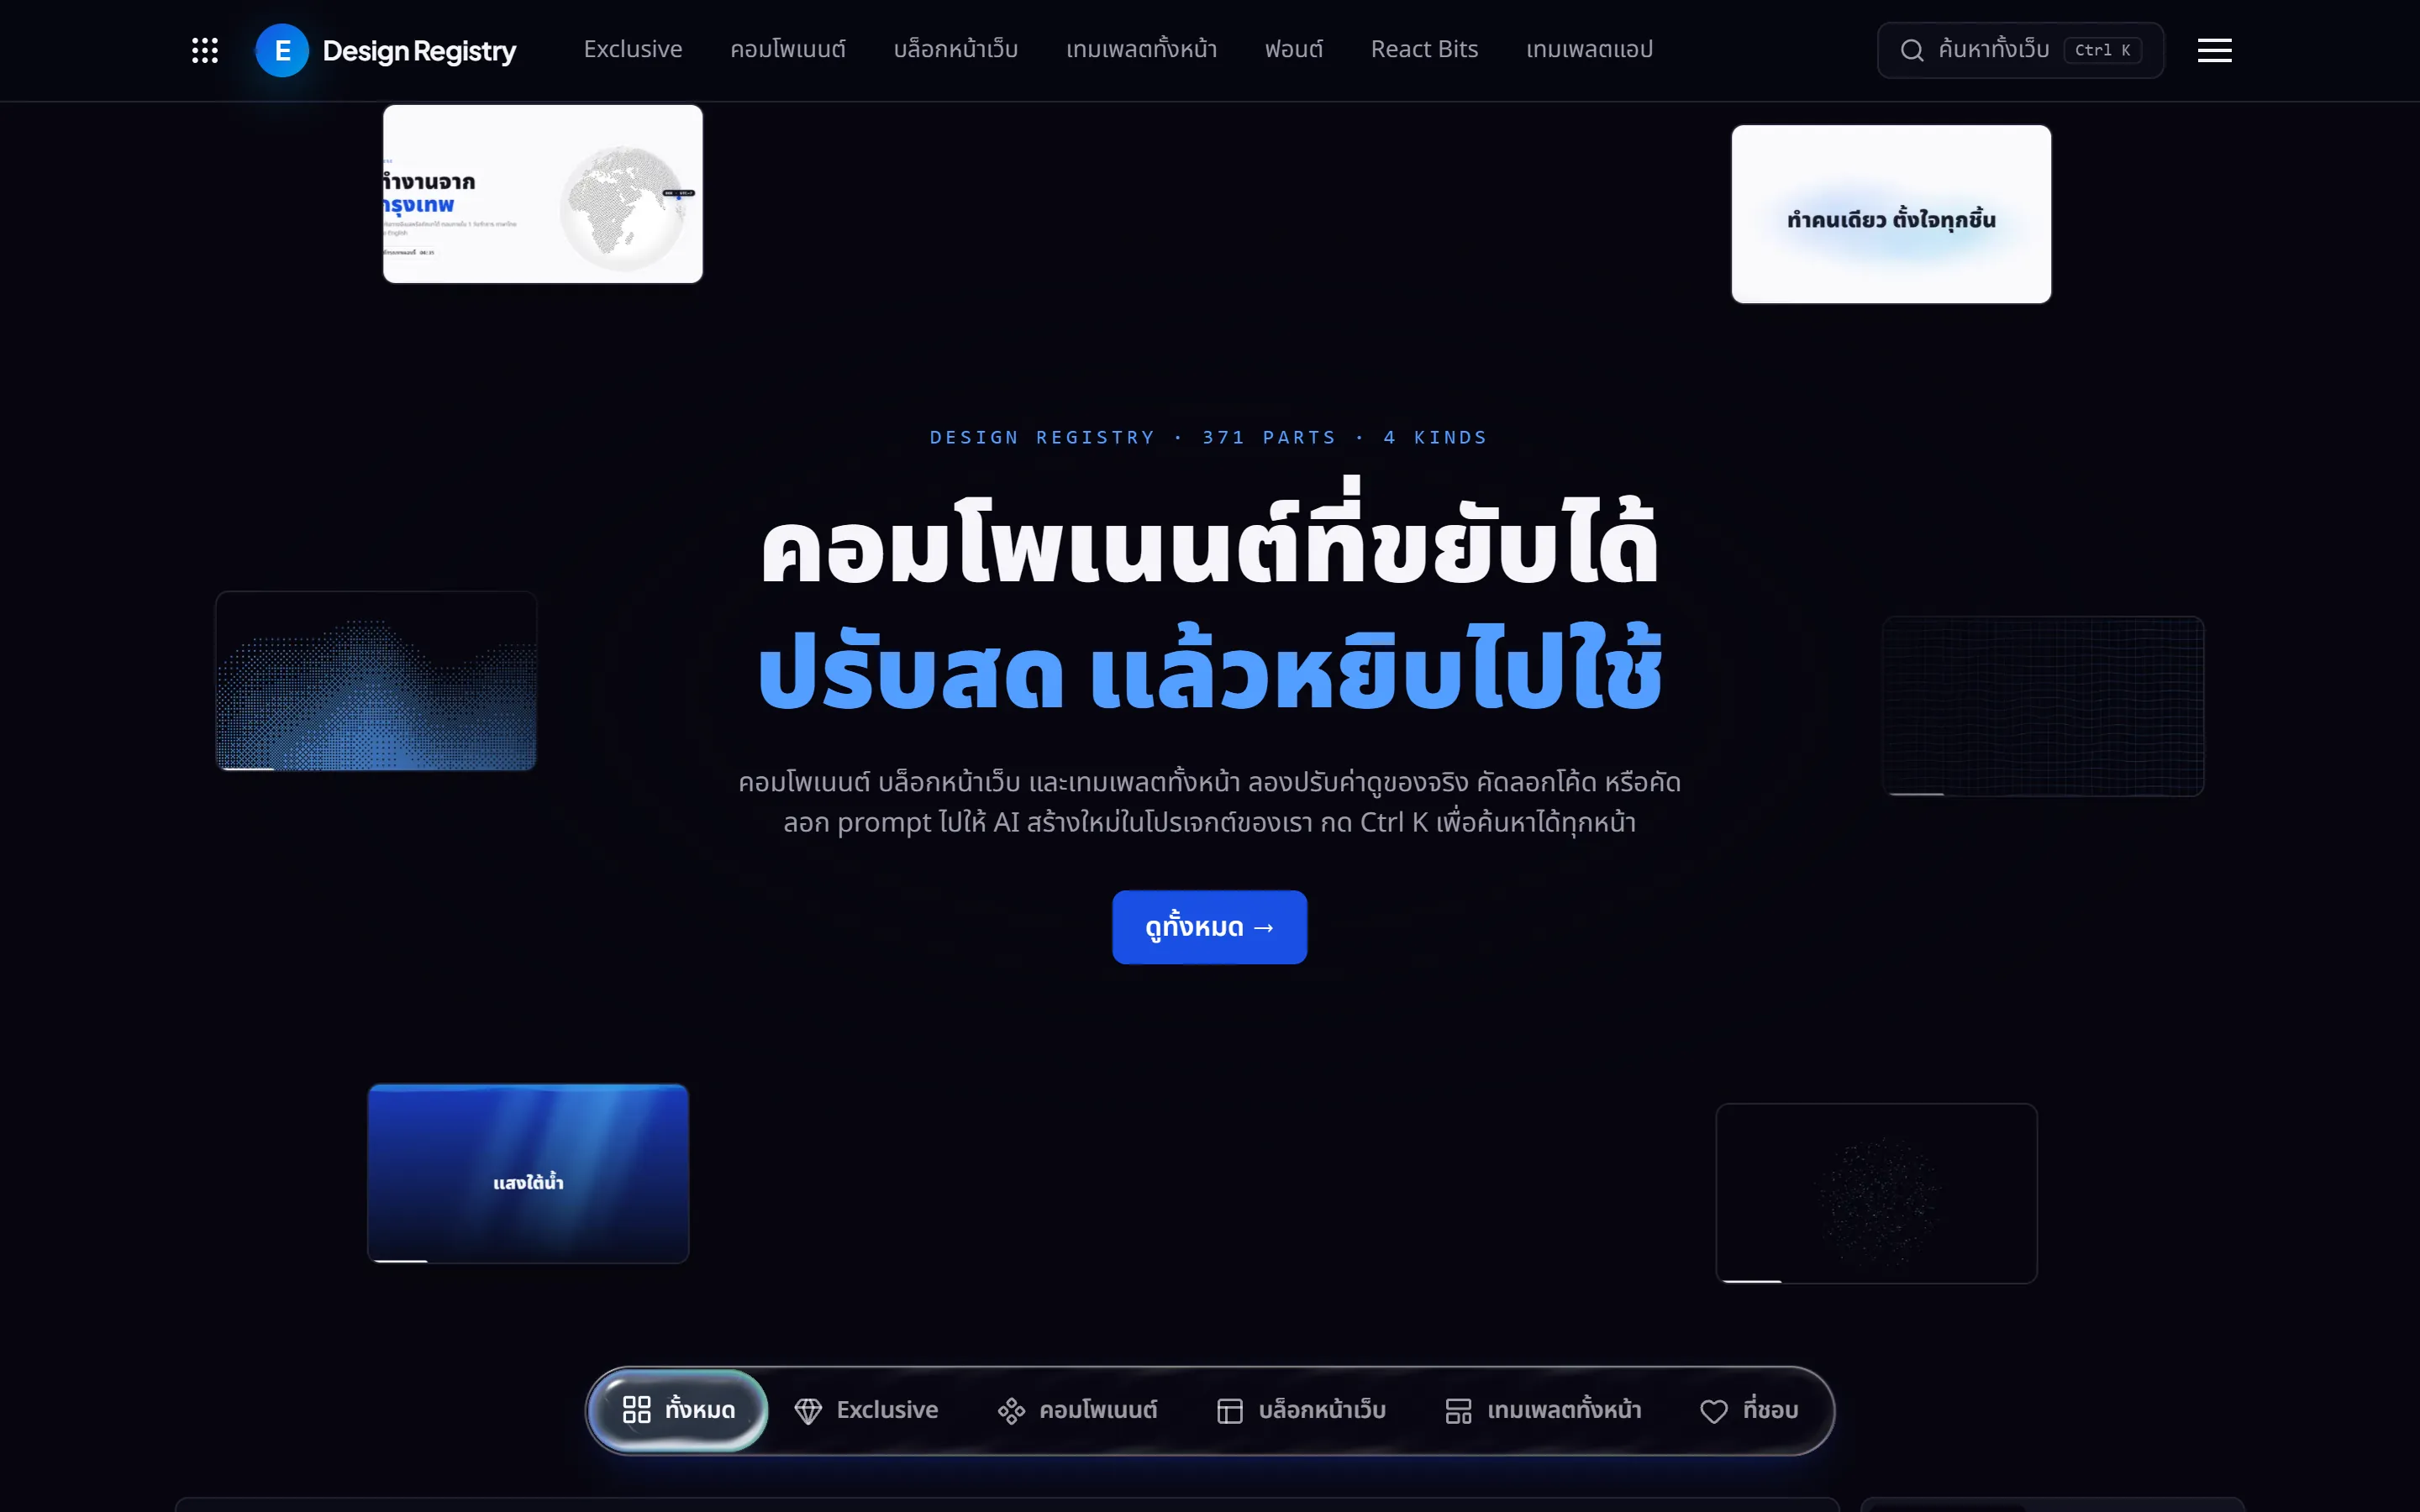 E Design Registry Exclusive คอมโพเนนต์ บล็อกหน้าเว็บ เทมเพลตทั้งหน้า ฟอนต์ React Bits เทมเพลตแอป ค้นหาทั้งเว็บ Ctrl K
ทำงานจาก
กรุงเทพ
ทำคนเดียว ตั้งใจทุกชิ้น
DESIGN REGISTRY · 371 PARTS · 4 KINDS
คอมโพเนนต์ที่ขยับได้
ปรับสด แล้วหยิบไปใช้
คอมโพเนนต์ บล็อกหน้าเว็บ และเทมเพลตทั้งหน้า ลองปรับค่าดูของจริง คัดลอกโค้ด หรือคัด
ลอก prompt ไปให้ AI สร้างใหม่ในโปรเจกต์ของเรา กด Ctrl K เพื่อค้นหาได้ทุกหน้า
ดูทั้งหมด →
แสงใต้น้ำ
ทั้งหมด Exclusive คอมโพเนนต์ บล็อกหน้าเว็บ เทมเพลตทั้งหน้า ที่ชอบ